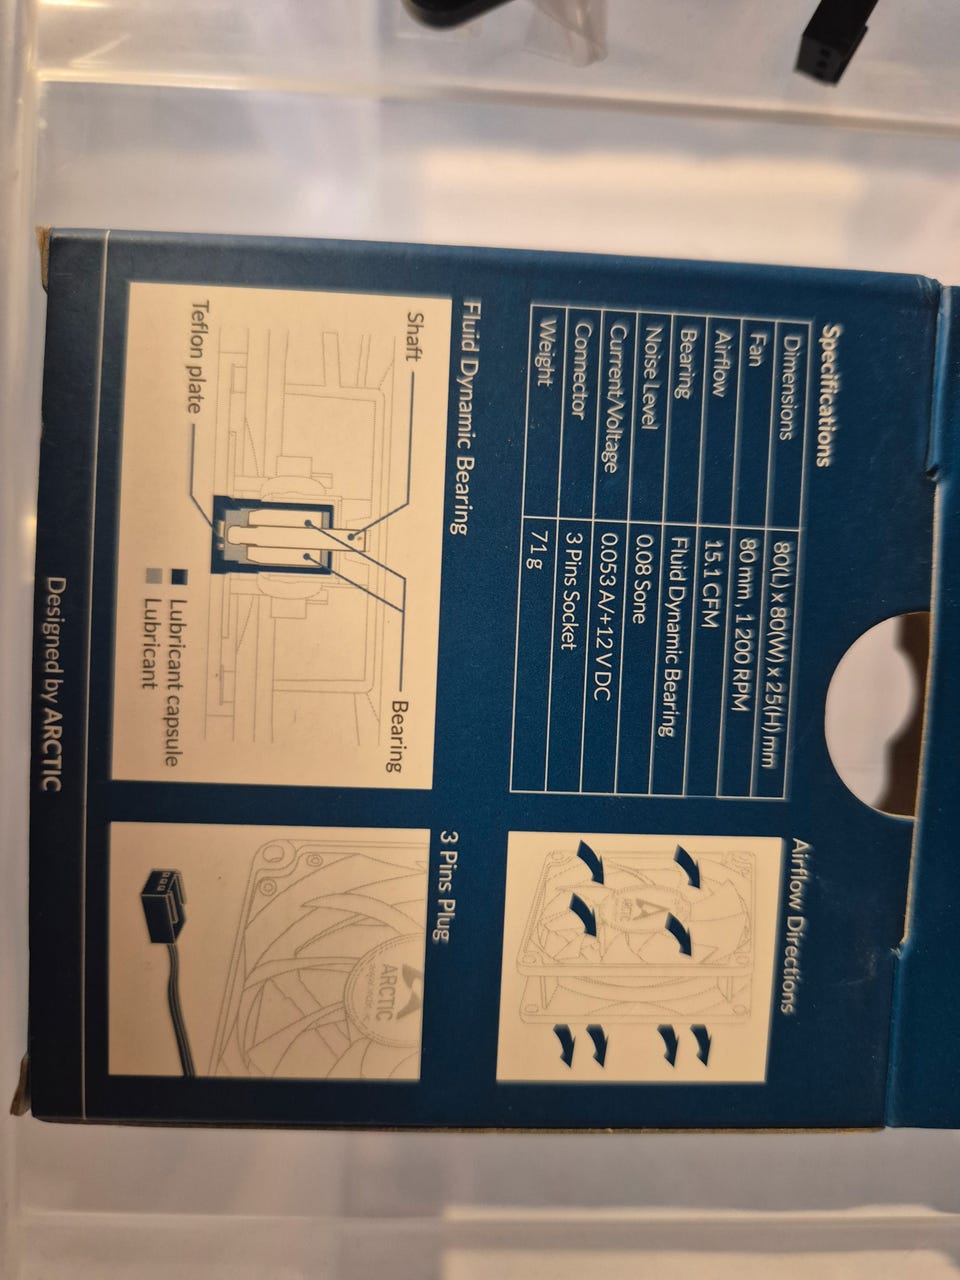 Specifications
Dimensions 80(L) x 80(W) x 25(H) mm
Fan 80 mm, 1 200 RPM
Airflow 15.1 CFM
Bearing Fluid Dynamic Bearing
Noise Level 0.08 Sone
Current/Voltage 0.053 A/+12 V DC
Connector 3 Pins Socket
Weight 71 g
Airflow Directions
ARCTIC
Fluid Dynamic Bearing
Shaft
Bearing
Teflon plate
Lubricant capsule
Lubricant
3 Pins Plug
ARCTIC
Designed by ARCTIC